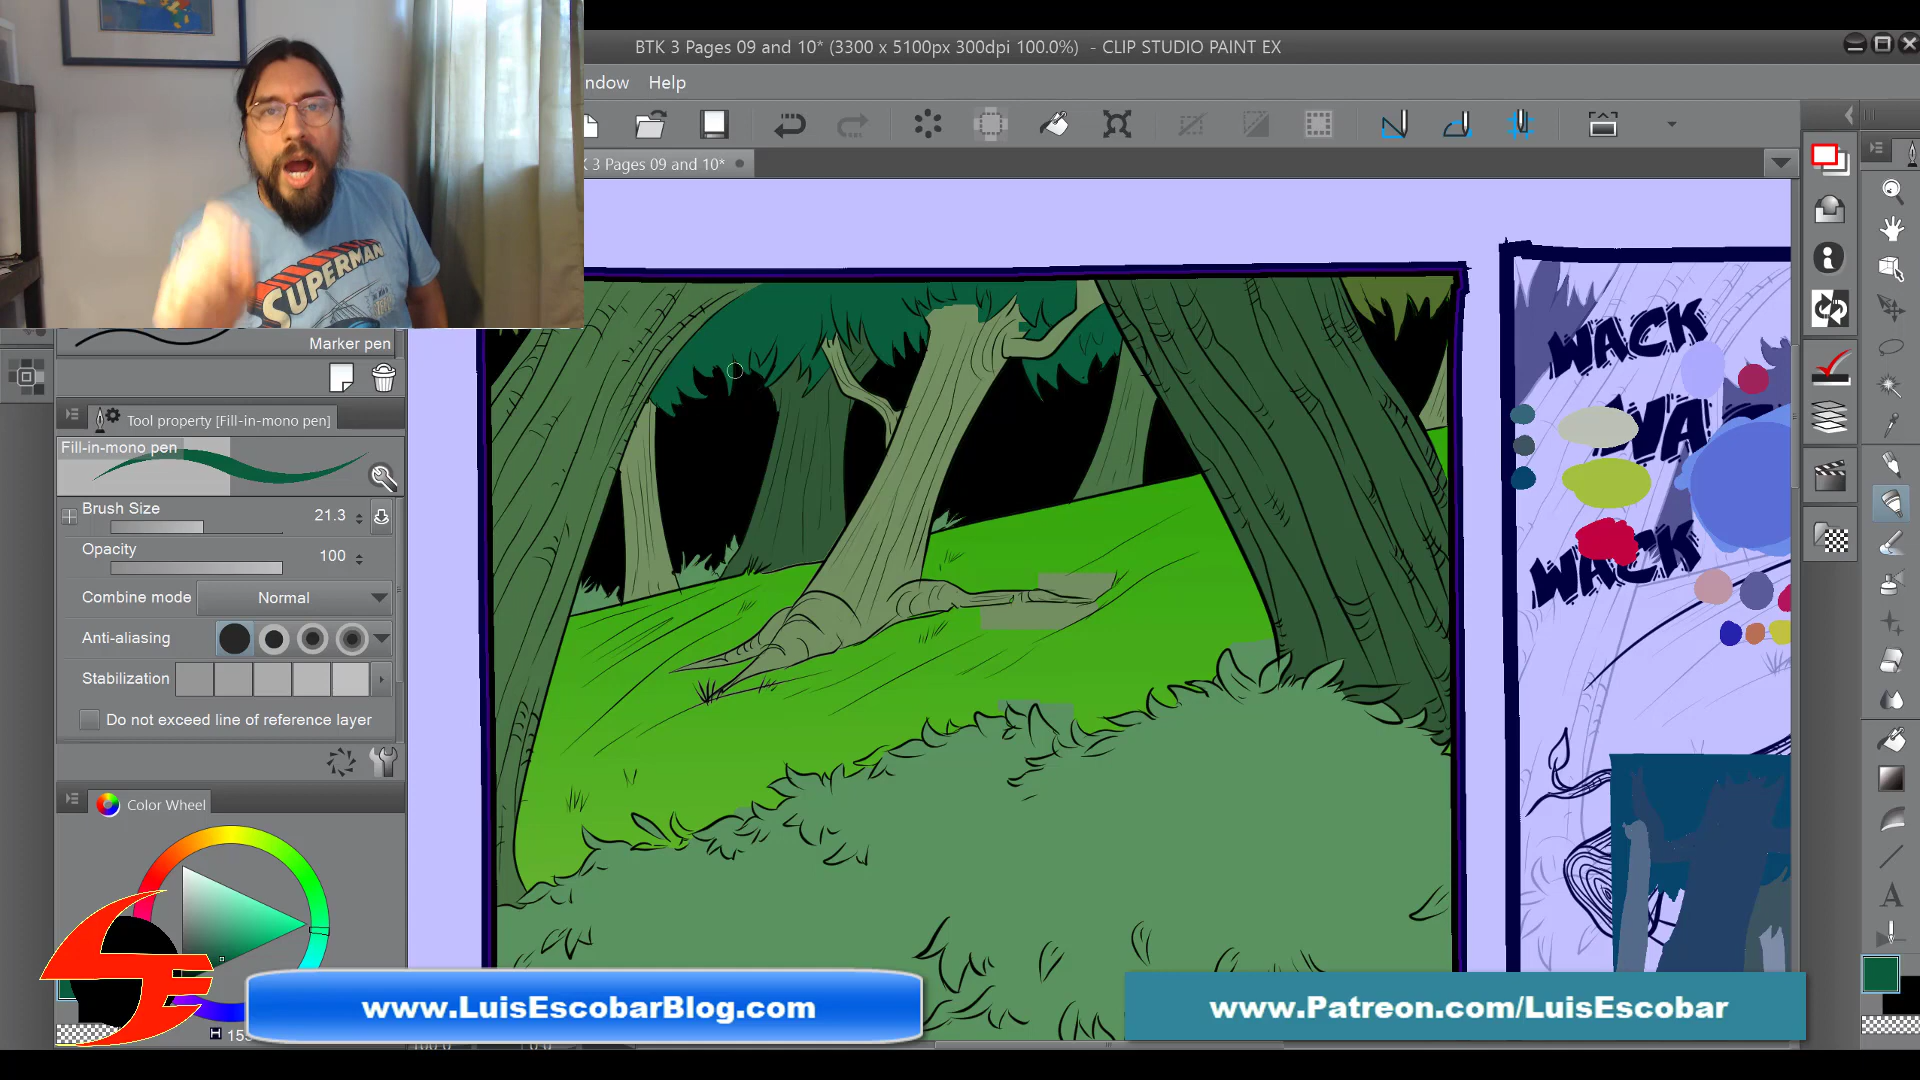 BTK 3 Pages 09 and 10* (3300 x 5100px 300dpi 100.0%) - CLIP STUDIO PAINT EX
ndow Help
K 3 Pages 09 and 10*
SUPERMAN
Marker pen
Tool property [Fill-in-mono pen]
Fill-in-mono pen
Brush Size 21.3
Opacity 100
Combine mode Normal
Anti-aliasing
Stabilization
Do not exceed line of reference layer
Color Wheel
WACK
WACK
H 15
www.LuisEscobarBlog.com
www.Patreon.com/LuisEscobar